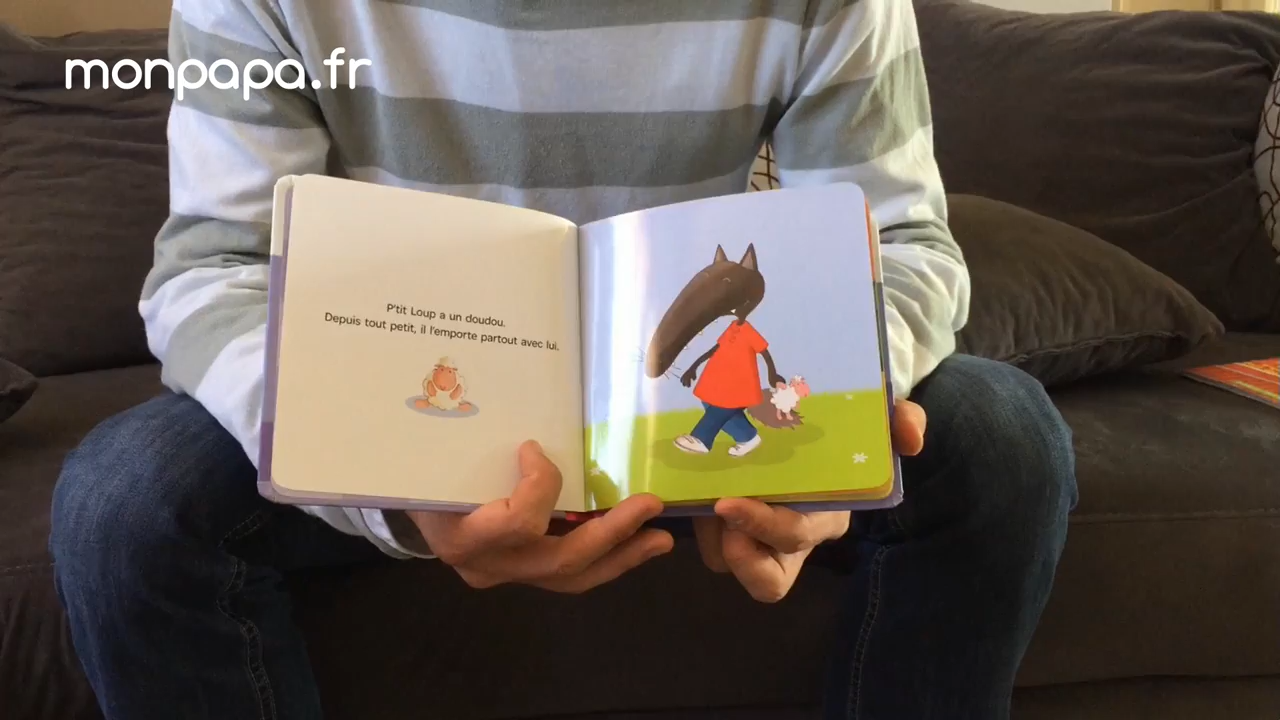 monpapa.fr
P'tit Loup a un doudou.
Depuis tout petit, il l'emporte partout avec lui.